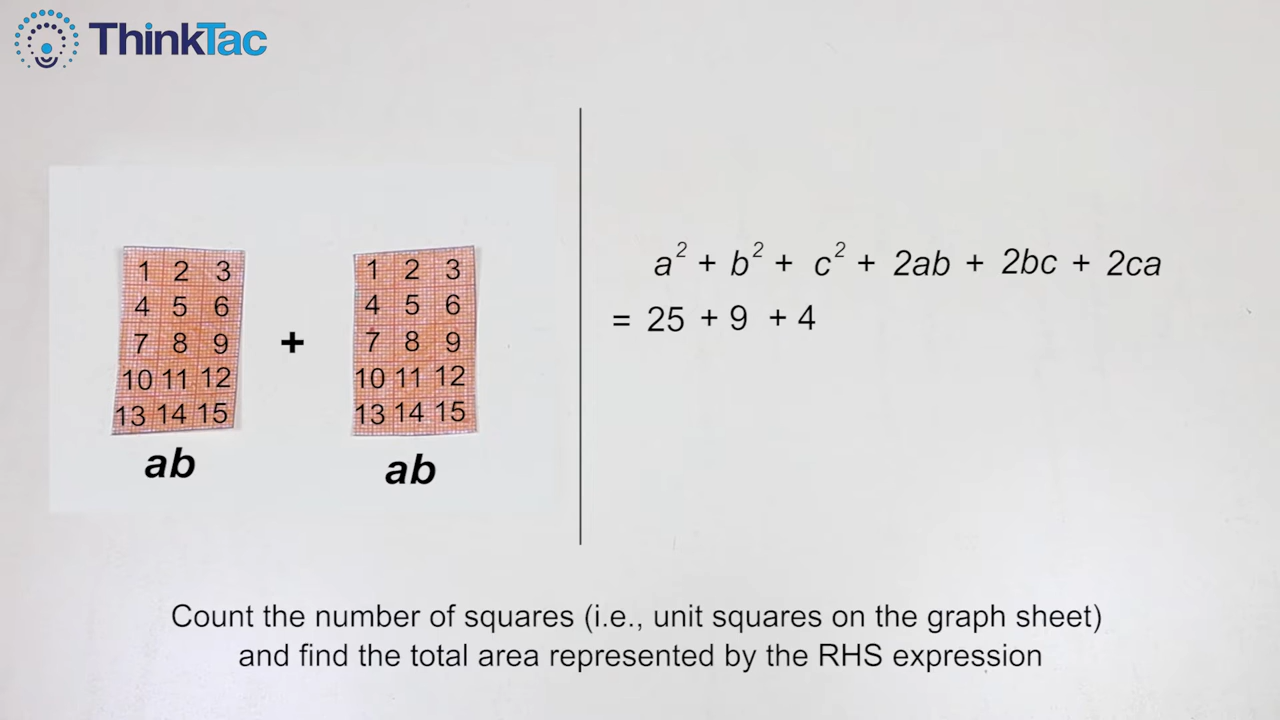 ThinkTac
1 2 3
4 5 6
7 8 9
10 11 12
13 14 15
ab
+
1 2 3
4 5 6
7 8 9
10 11 12
13 14 15
ab
a² + b² + c² + 2ab + 2bc + 2ca
= 25 + 9 + 4
Count the number of squares (i.e., unit squares on the graph sheet)
and find the total area represented by the RHS expression